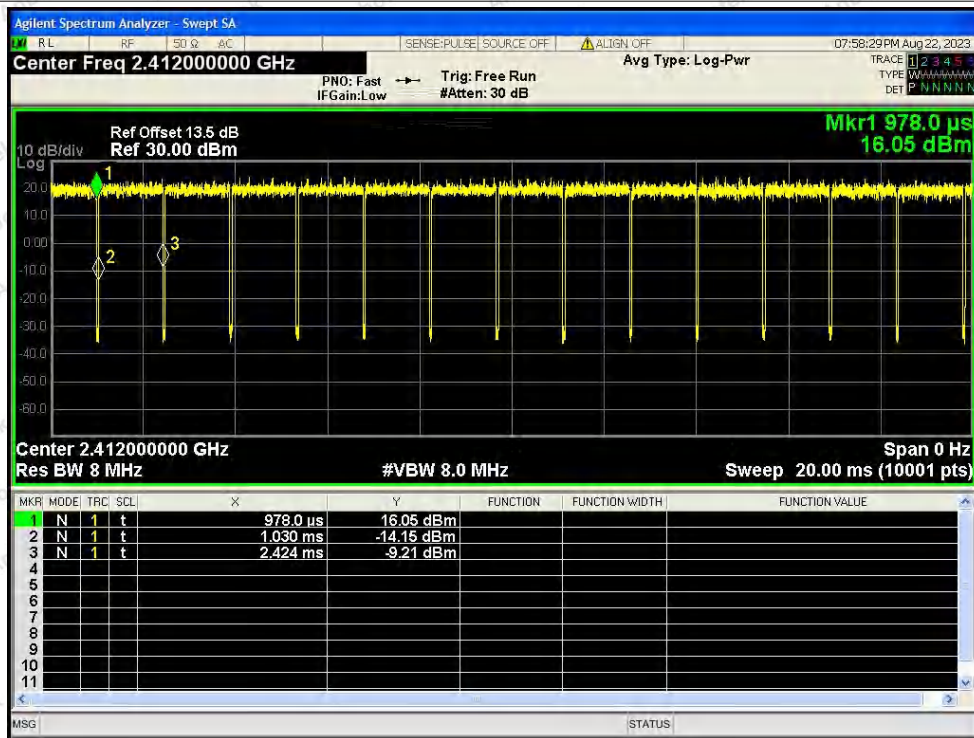 Agilent Spectrum Analyzer - Swept SA
RL RF 50 Ω AC SENSE:PULSE SOURCE OFF ALIGN OFF 07:58:29 PM Aug 22, 2023
Center Freq 2.412000000 GHz Avg Type: Log-Pwr TRACE 1 2 3 4 5
PNO: Fast Trig: Free Run TYPE
IFGain:Low #Atten: 30 dB DET P N N N N N
Mkr1 978.0 µs
Ref Offset 13.5 dB
10 dB/div Ref 30.00 dBm 16.05 dBm
Log
1
20.0
10.0
0.00
3
2
-10.0
-20.0
-30.0
-40.0
-50.0
-60.0
Center 2.412000000 GHz Span 0 Hz
Res BW 8 MHz #VBW 8.0 MHz Sweep 20.00 ms (10001 pts)
MKR MODE TRC SCL X Y FUNCTION FUNCTION WIDTH FUNCTION VALUE
1 N 1 t 978.0 µs 16.05 dBm
2 N 1 t 1.030 ms -14.15 dBm
3 N 1 t 2.424 ms -9.21 dBm
4
5
6
7
8
9
10
11
MSG STATUS